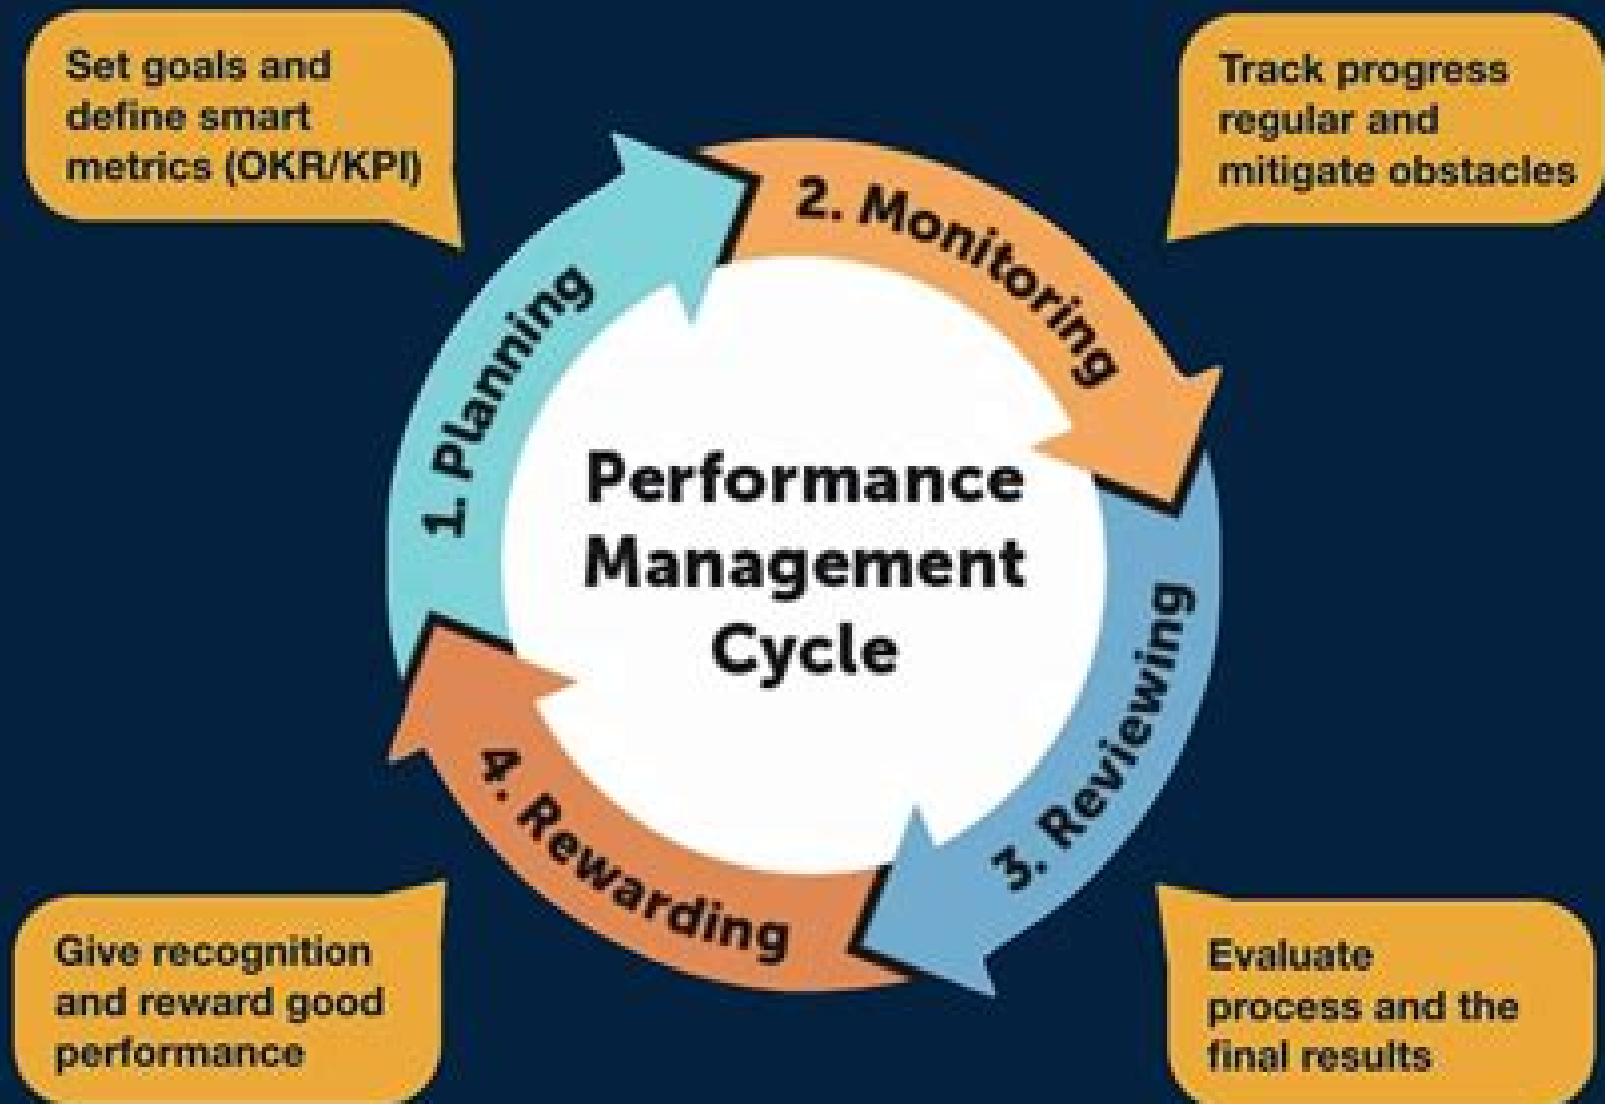 Set goals and
define smart
metrics (OKR/KPI)
Track progress
regular and
mitigate obstacles
1. Planning
2. Monitoring
Performance
Management
Cycle
3. Reviewing
4. Rewarding
Give recognition
and reward good
performance
Evaluate
process and the
final results